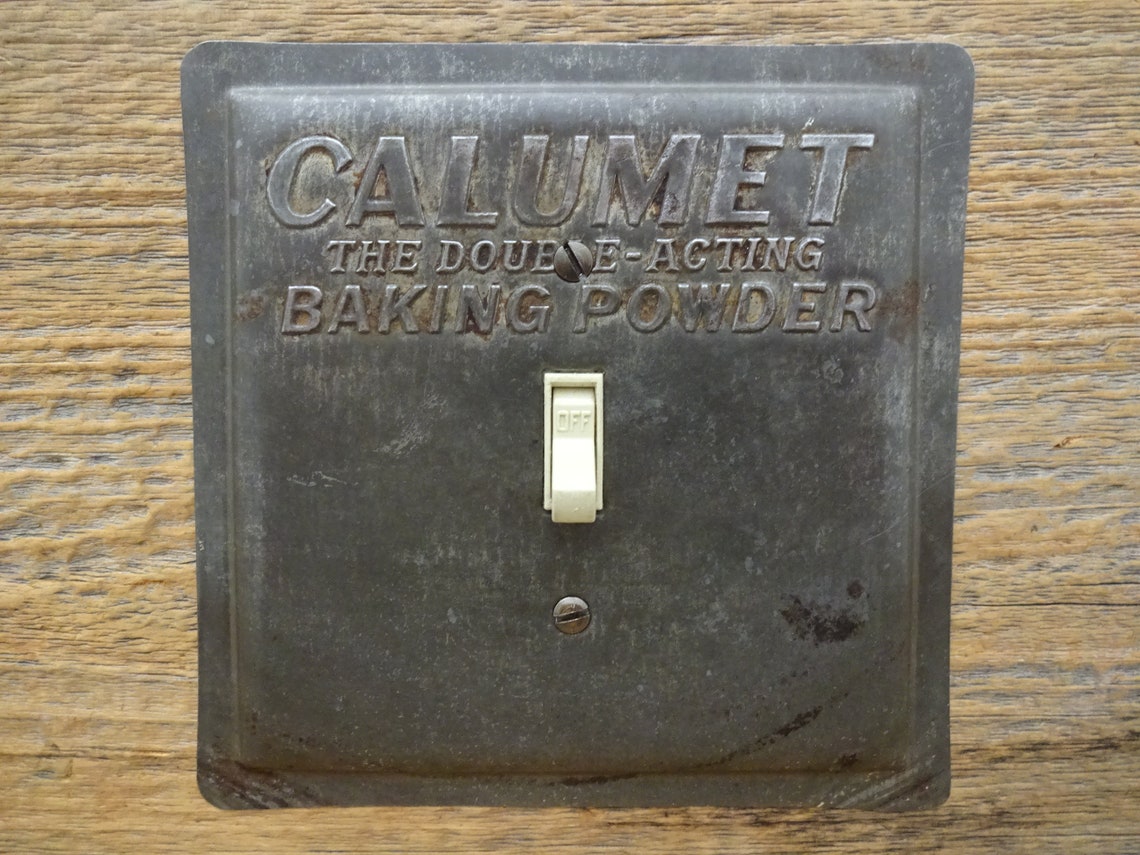 CALUMET
THE DOUBLE-ACTING
BAKING POWDER
OFF